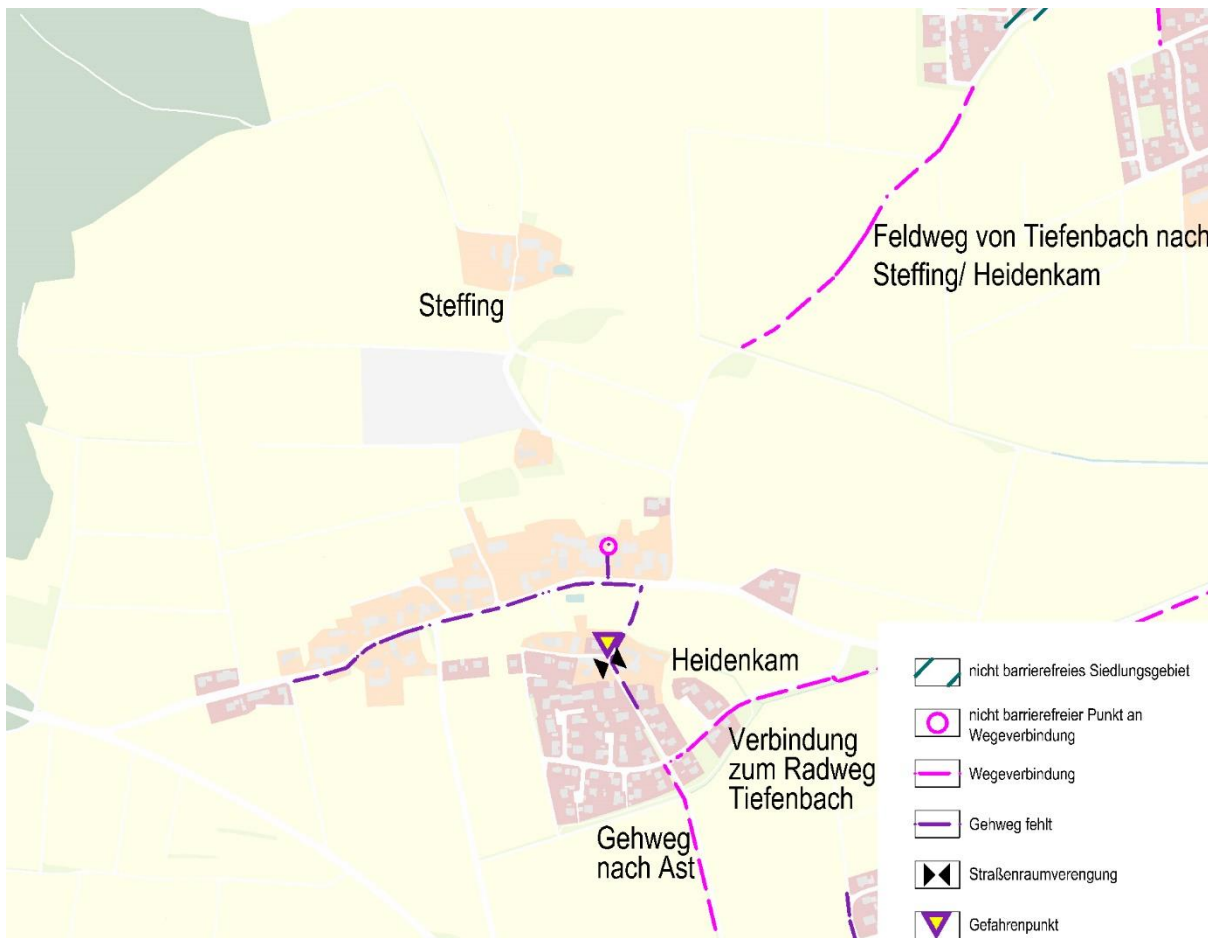 Feldweg von Tiefenbach nach
Steffing/ Heidenkam
Steffing
Heidenkam
Verbindung
zum Radweg
Tiefenbach
Gehweg
nach Ast
nicht barrierefreies Siedlungsgebiet
nicht barrierefreier Punkt an
Wegeverbindung
Wegeverbindung
Gehweg fehlt
Straßenraumverengung
Gefahrenpunkt